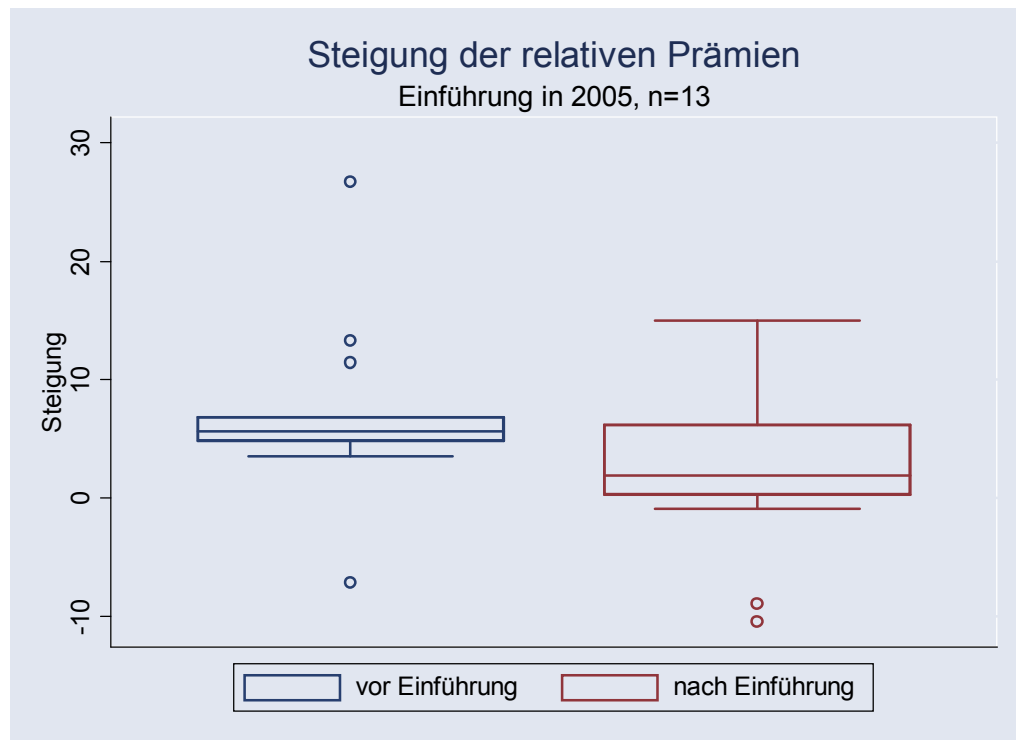 Steigung der relativen Prämien
Einführung in 2005, n=13
Steigung
30
20
10
0
-10
vor Einführung
nach Einführung